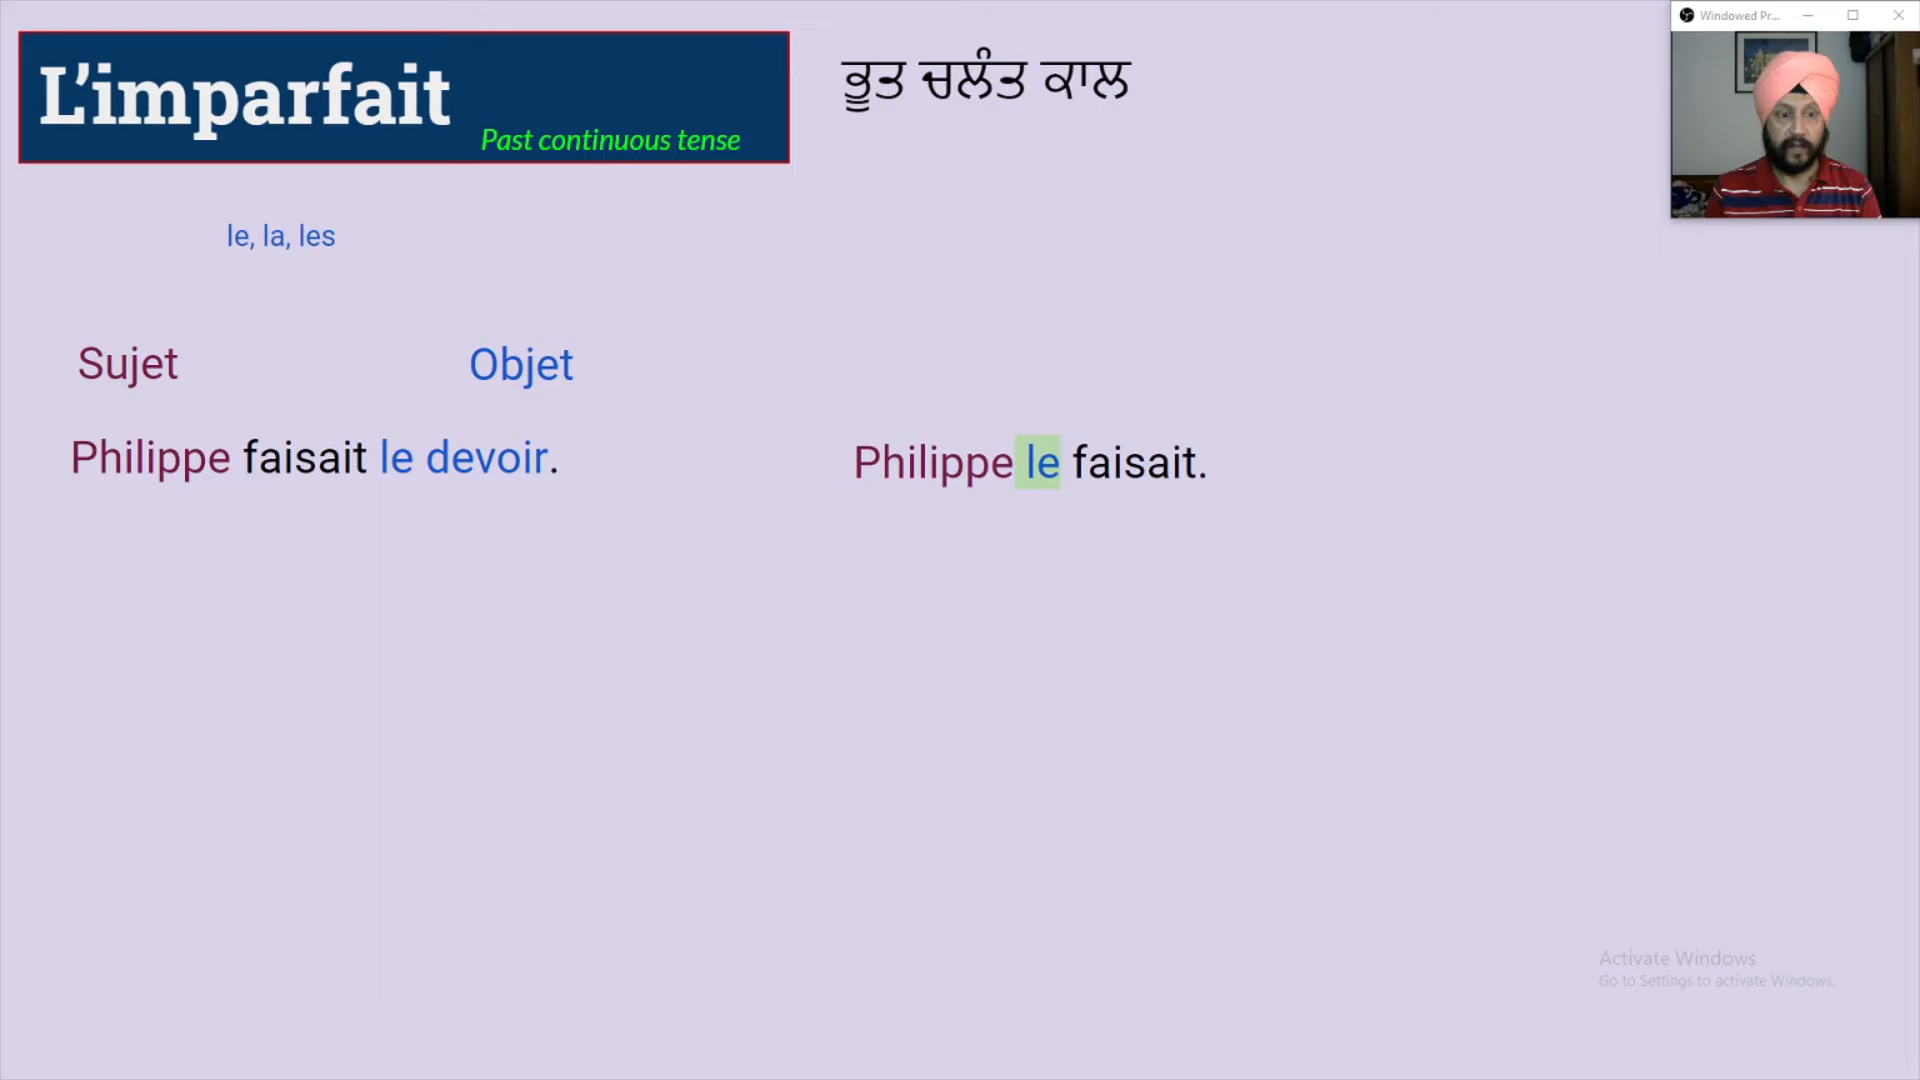 L’imparfait
Past continuous tense
ਭੂਤ ਚਲੰਤ ਕਾਲ
Windowed Pr...
le, la, les
Sujet
Objet
Philippe faisait le devoir.
Philippe le faisait.
Activate Windows
Go to Settings to activate Windows.